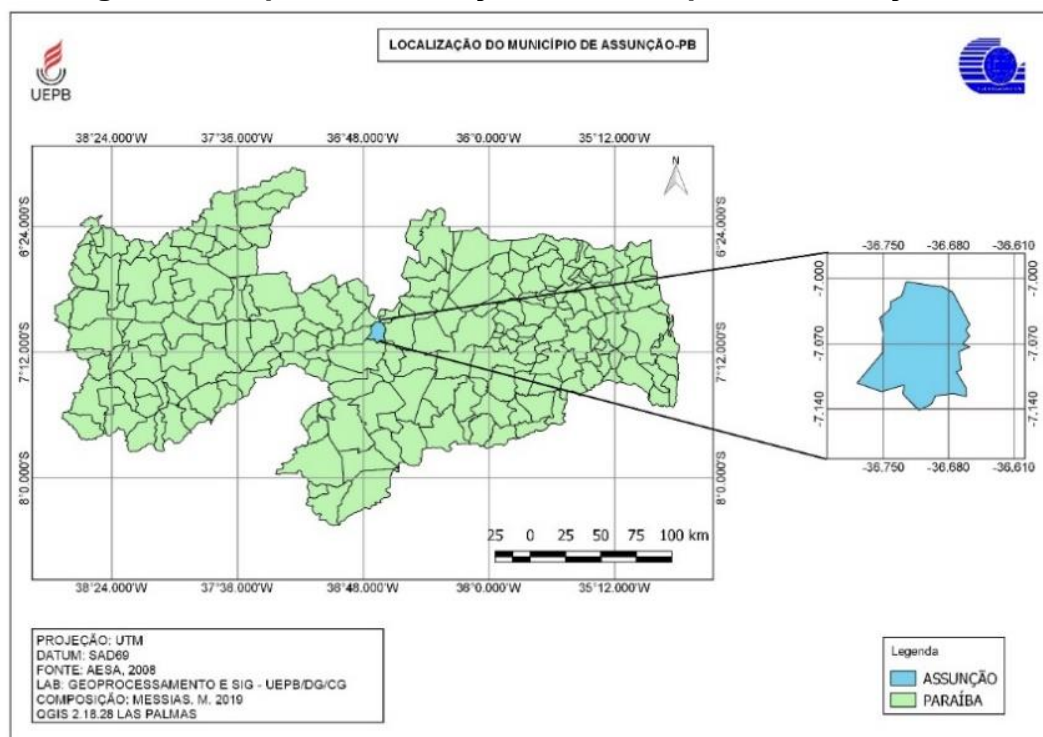 LOCALIZAÇÃO DO MUNICÍPIO DE ASSUNÇÃO-PB
UEPB
38°24.000'W 37°36.000'W 36°48.000'W 36°0.000'W 35°12.000'W
N
6°24.000'S 6°24.000'S
7°12.000'S 7°12.000'S
8°0.000'S 8°0.000'S
-36.750 -36.680 -36.610
-7.000 -7.000
-7.070 -7.070
-7.140 -7.140
-36.750 -36.680 -36.610
25 0 25 50 75 100 km
38°24.000'W 37°36.000'W 36°48.000'W 36°0.000'W 35°12.000'W
PROJEÇÃO: UTM
DATUM: SAD69
FONTE: AESA, 2008
LAB: GEOPROCESSAMENTO E SIG - UEPB/DG/CG
COMPOSIÇÃO: MESSIAS, M. 2019
QGIS 2.18.28 LAS PALMAS
Legenda
ASSUNÇÃO
PARAÍBA